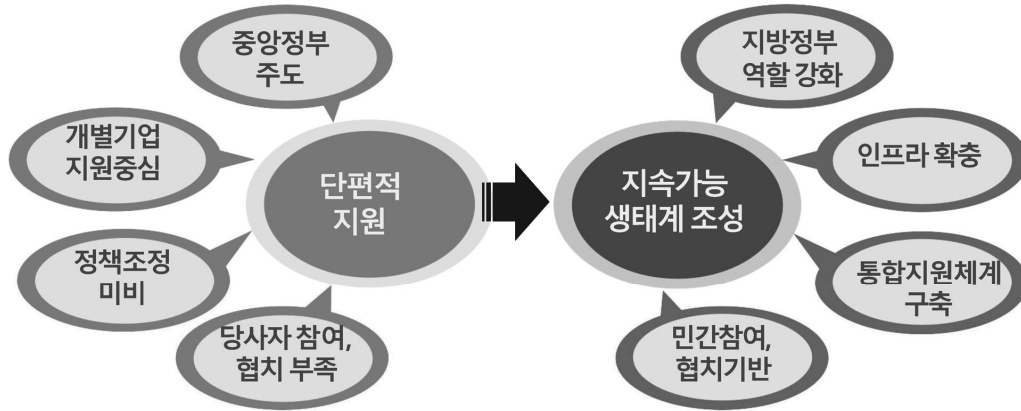 중앙정부
주도
개별기업
지원중심
단편적
지원
정책조정
미비
당사자 참여,
협치 부족
지방정부
역할 강화
인프라 확충
지속가능
생태계 조성
통합지원체계
구축
민간참여,
협치기반